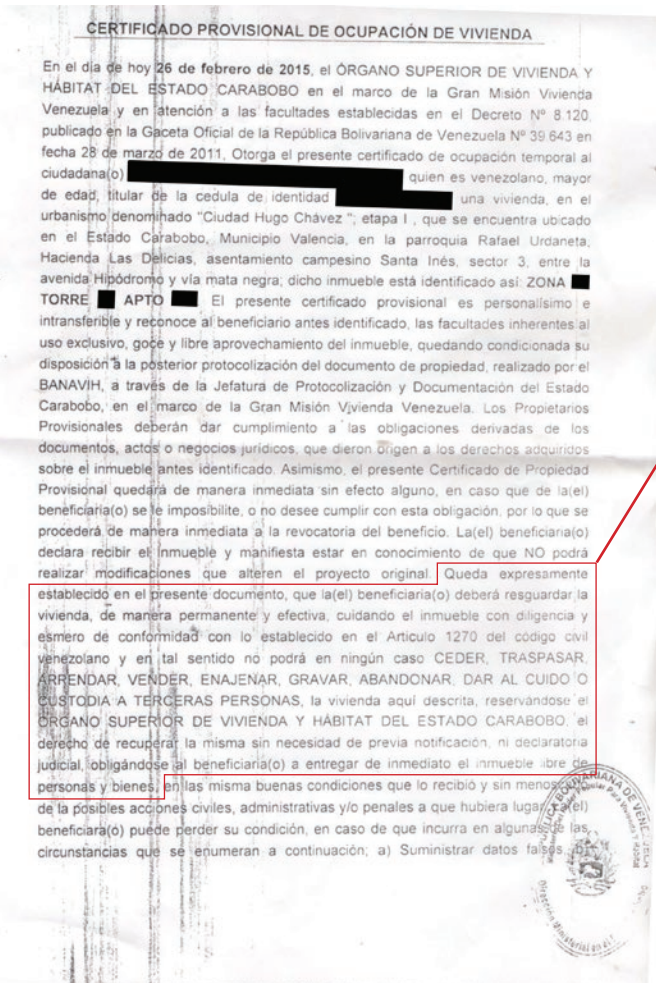 CERTIFICADO PROVISIONAL DE OCUPACIÓN DE VIVIENDA
En el día de hoy 26 de febrero de 2015, el ÓRGANO SUPERIOR DE VIVIENDA Y
HÁBITAT DEL ESTADO CARABOBO en el marco de la Gran Misión Vivienda
Venezuela y en atención a las facultades establecidas en el Decreto Nº 8.120,
publicado en la Gaceta Oficial de la República Bolivariana de Venezuela Nº 39.643 en
fecha 28 de marzo de 2011, Otorga el presente certificado de ocupación temporal al
ciudadana(o) quien es venezolano, mayor
de edad, titular de la cedula de identidad una vivienda, en el
urbanismo denominado "Ciudad Hugo Chávez "; etapa I , que se encuentra ubicado
en el Estado Carabobo, Municipio Valencia, en la parroquia Rafael Urdaneta,
Hacienda Las Delicias, asentamiento campesino Santa Inés, sector 3, entre la
avenida Hipódromo y vía mata negra; dicho inmueble está identificado así: ZONA
TORRE APTO . El presente certificado provisional es personalísimo e
intransferible y reconoce al beneficiario antes identificado, las facultades inherentes al
uso exclusivo, goce y libre aprovechamiento del inmueble, quedando condicionada su
disposición a la posterior protocolización del documento de propiedad, realizado por el
BANAVIH, a través de la Jefatura de Protocolización y Documentación del Estado
Carabobo, en el marco de la Gran Misión Vivienda Venezuela. Los Propietarios
Provisionales deberán dar cumplimiento a las obligaciones derivadas de los
documentos, actos o negocios jurídicos, que dieron origen a los derechos adquiridos
sobre el inmueble antes identificado. Asimismo, el presente Certificado de Propiedad
Provisional quedará de manera inmediata sin efecto alguno, en caso que de la(el)
beneficiaria(o) se le imposibilite, o no desee cumplir con esta obligación, por lo que se
procederá de manera inmediata a la revocatoria del beneficio. La(el) beneficiaria(o)
declara recibir el inmueble y manifiesta estar en conocimiento de que NO podrá
realizar modificaciones que alteren el proyecto original. Queda expresamente
establecido en el presente documento, que la(el) beneficiaria(o) deberá resguardar la
vivienda, de manera permanente y efectiva, cuidando el inmueble con diligencia y
esmero de conformidad con lo establecido en el Articulo 1270 del código civil
venezolano y en tal sentido no podrá en ningún caso CEDER, TRASPASAR,
ARRENDAR, VENDER, ENAJENAR, GRAVAR, ABANDONAR, DAR AL CUIDO O
CUSTODIA A TERCERAS PERSONAS, la vivienda aquí descrita, reservándose el
ÓRGANO SUPERIOR DE VIVIENDA Y HÁBITAT DEL ESTADO CARABOBO, el
derecho de recuperar la misma sin necesidad de previa notificación, ni declaratoria
judicial, obligándose al beneficiaria(o) a entregar de inmediato el inmueble libre de
personas y bienes, en las misma buenas condiciones que lo recibió y sin
de la posibles acciones civiles, administrativas y/o penales a que hubiera lugar.
beneficiara(ó) puede perder su condición, en caso de que incurra en algunas de las
circunstancias que se enumeran a continuación; a) Suministrar datos falsos,